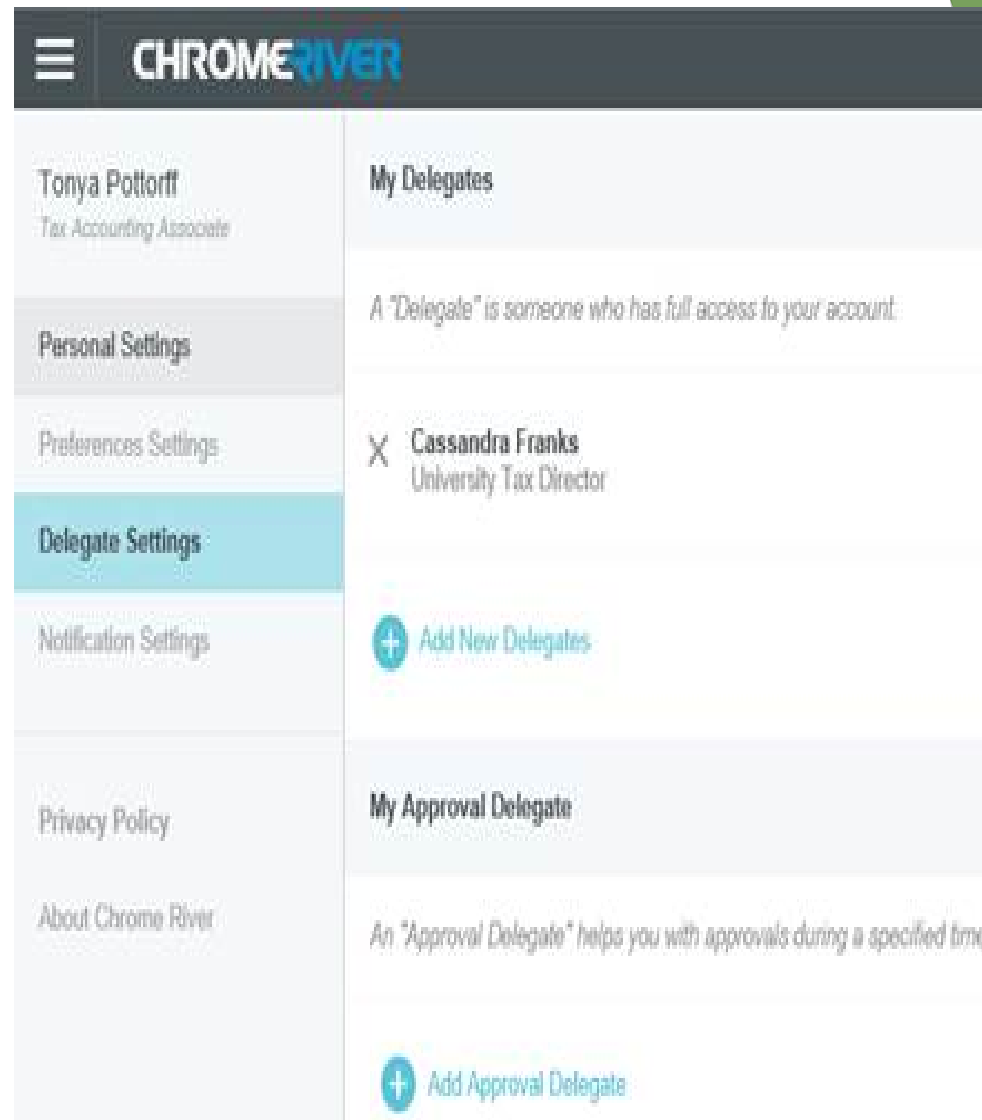 CHROMERIVER
Tonya Pottorff
Tax Accounting Associate
Personal Settings
Preferences Settings
Delegate Settings
Notification Settings
Privacy Policy
About Chrome River
My Delegates
A "Delegate" is someone who has full access to your account.
X Cassandra Franks
University Tax Director
+ Add New Delegates
My Approval Delegate
An "Approval Delegate" helps you with approvals during a specified time
+ Add Approval Delegate